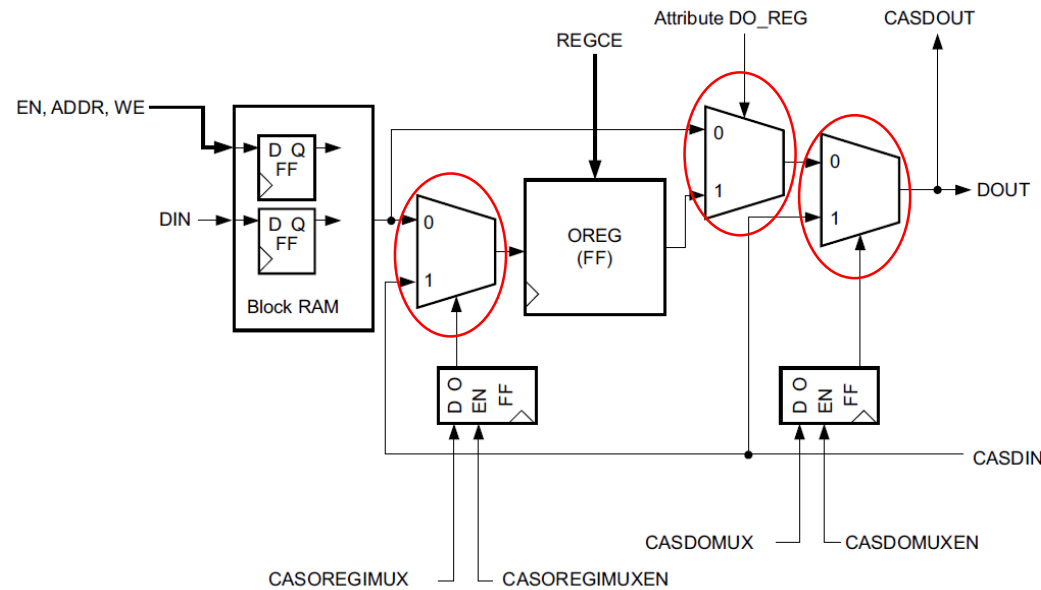 Attribute DO_REG
CASDOUT
REGCE
EN, ADDR, WE
D Q
FF
0
0
DIN
D Q
FF
0
1
DOUT
1
OREG
(FF)
1
Block RAM
D O
EN
FF
D O
EN
FF
CASDIN
CASDOMUX
CASDOMUXEN
CASOREGIMUX
CASOREGIMUXEN